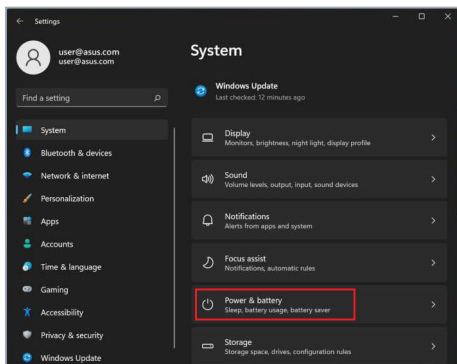 Settings
user@asus.com
user@asus.com
Find a setting
System
Bluetooth & devices
Network & internet
Personalization
Apps
Accounts
Time & language
Gaming
Accessibility
Privacy & security
Windows Update
System
Windows Update
Last checked: 12 minutes ago
Display
Monitors, brightness, night light, display profile
Sound
Volume levels, output, input, sound devices
Notifications
Alerts from apps and system
Focus assist
Notifications, automatic rules
Power & battery
Sleep, battery usage, battery saver
Storage
Storage space, drives, configuration rules